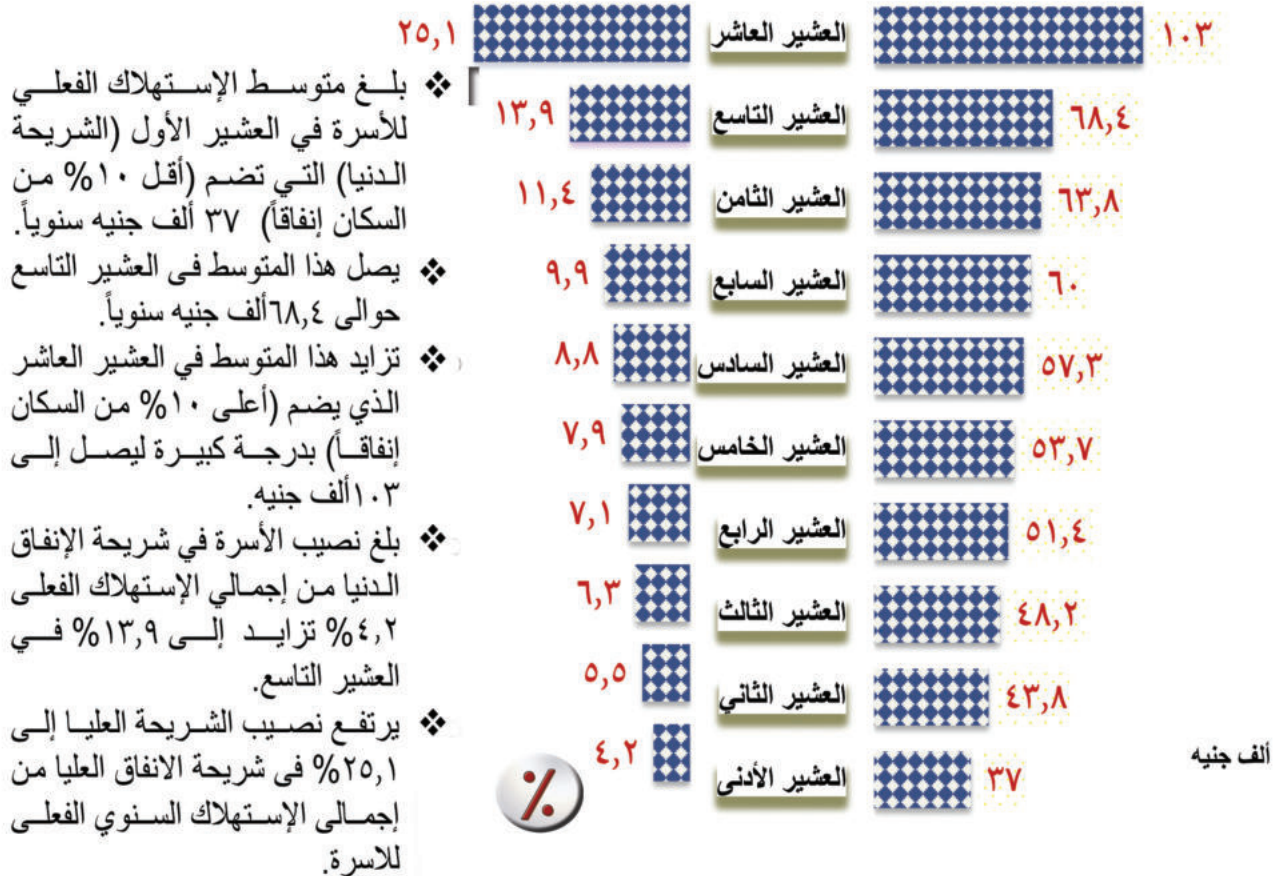 ١٠٣ العشير العاشر ٢٥,١
٦٨,٤ العشير التاسع ١٣,٩
٦٣,٨ العشير الثامن ١١,٤
٦٠ العشير السابع ٩,٩
٥٧,٣ العشير السادس ٨,٨
٥٣,٧ العشير الخامس ٧,٩
٥١,٤ العشير الرابع ٧,١
٤٨,٢ العشير الثالث ٦,٣
٤٣,٨ العشير الثاني ٥,٥
٣٧ العشير الأدنى ٤,٢
ألف جنيه
%
❖ بلغ متوسط الإستهلاك الفعلي
للأسرة في العشير الأول (الشريحة
الدنيا) التي تضم (أقل ١٠% من
السكان إنفاقاً) ٣٧ ألف جنيه سنوياً.
❖ يصل هذا المتوسط فى العشير التاسع
حوالى ٦٨,٤ألف جنيه سنوياً.
❖ تزايد هذا المتوسط في العشير العاشر
الذي يضم (أعلى ١٠% من السكان
إنفاقاً) بدرجة كبيرة ليصل إلى
١٠٣ألف جنيه.
❖ بلغ نصيب الأسرة في شريحة الإنفاق
الدنيا من إجمالي الإستهلاك الفعلى
٤,٢% تزايد إلى ١٣,٩% في
العشير التاسع.
❖ يرتفع نصيب الشريحة العليا إلى
٢٥,١% فى شريحة الانفاق العليا من
إجمالى الإستهلاك السنوي الفعلى
للاسرة.